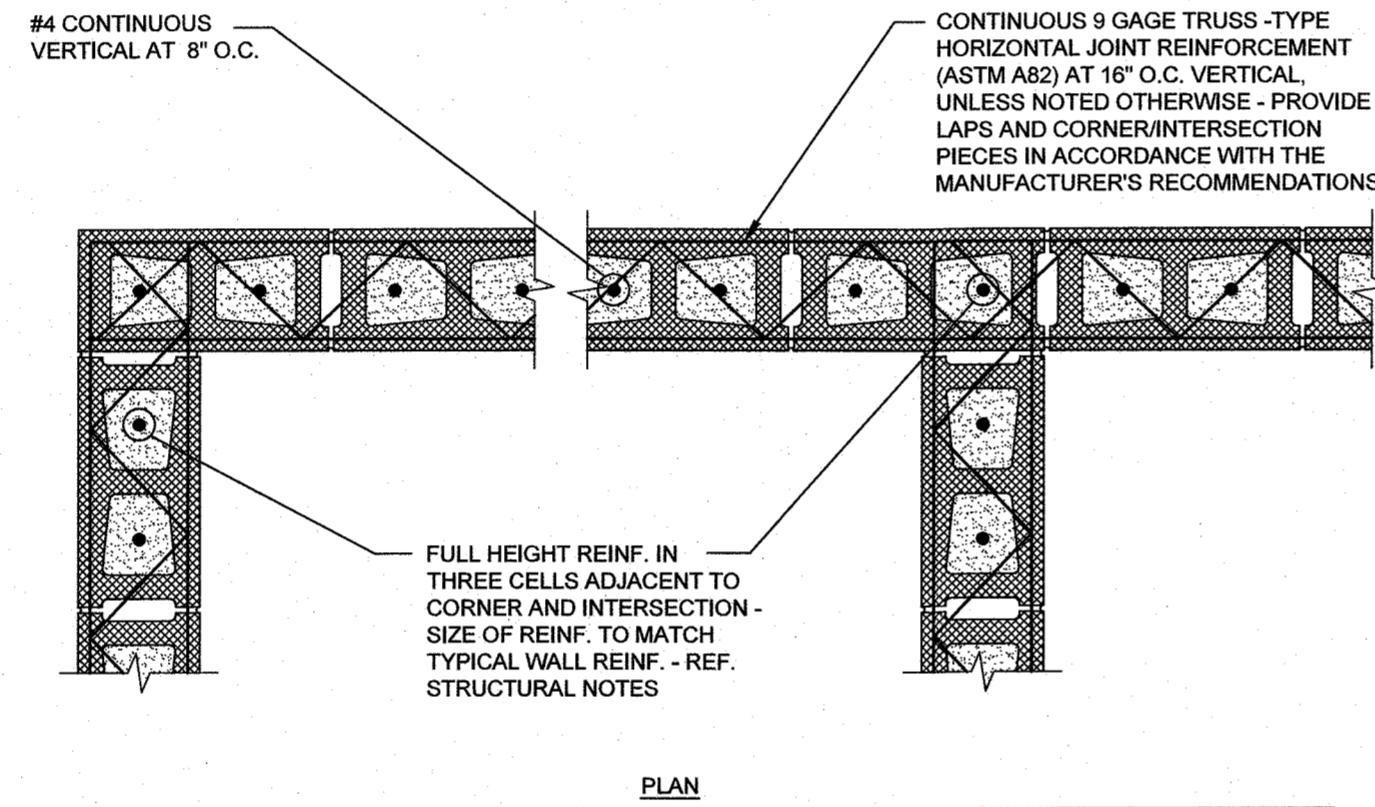 #4 CONTINUOUS
VERTICAL AT 8" O.C.
CONTINUOUS 9 GAGE TRUSS -TYPE
HORIZONTAL JOINT REINFORCEMENT
(ASTM A82) AT 16" O.C. VERTICAL,
UNLESS NOTED OTHERWISE - PROVIDE
LAPS AND CORNER/INTERSECTION
PIECES IN ACCORDANCE WITH THE
MANUFACTURER'S RECOMMENDATIONS
FULL HEIGHT REINF. IN
THREE CELLS ADJACENT TO
CORNER AND INTERSECTION -
SIZE OF REINF. TO MATCH
TYPICAL WALL REINF. - REF.
STRUCTURAL NOTES
PLAN